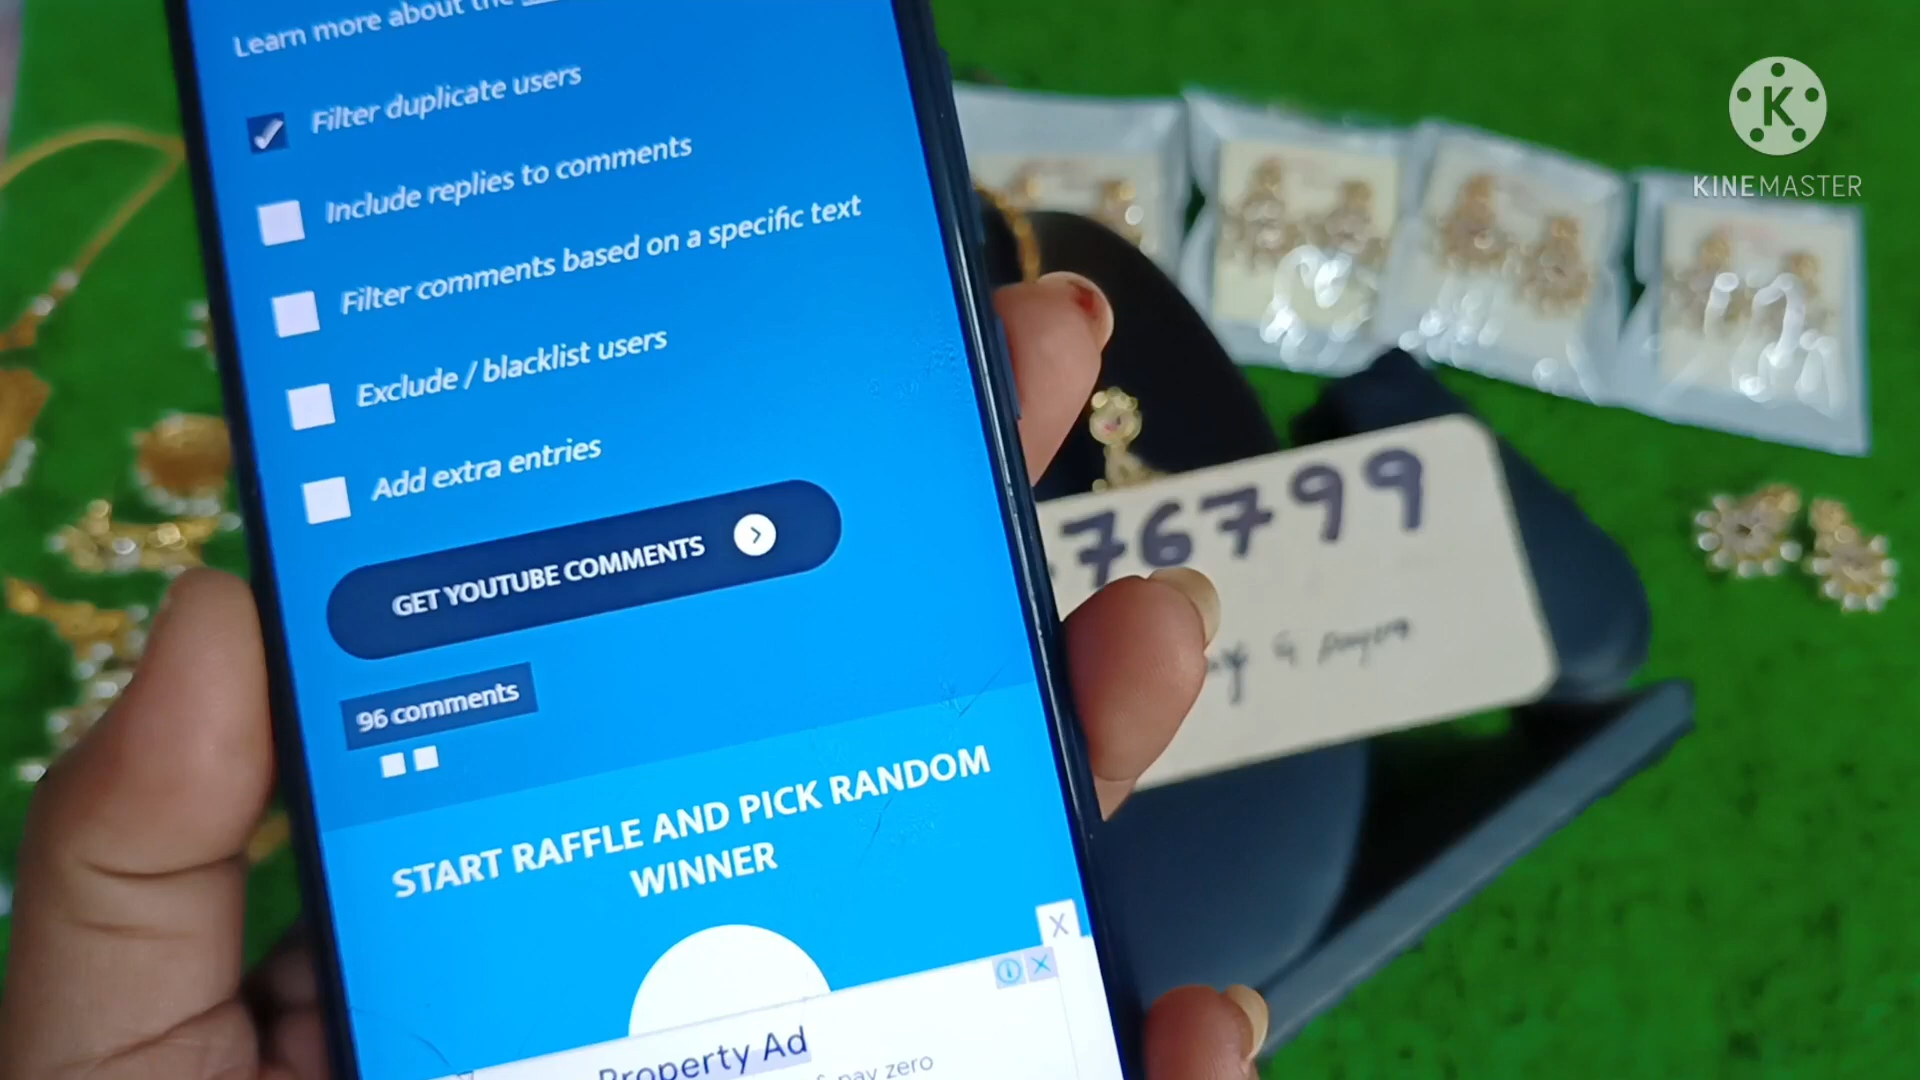 Learn more about the
Filter duplicate users
Include replies to comments
Filter comments based on a specific text
Exclude / blacklist users
Add extra entries
GET YOUTUBE COMMENTS
96 comments
START RAFFLE AND PICK RANDOM
WINNER
X
Property Ad
pay zero
76799
K
KINEMASTER